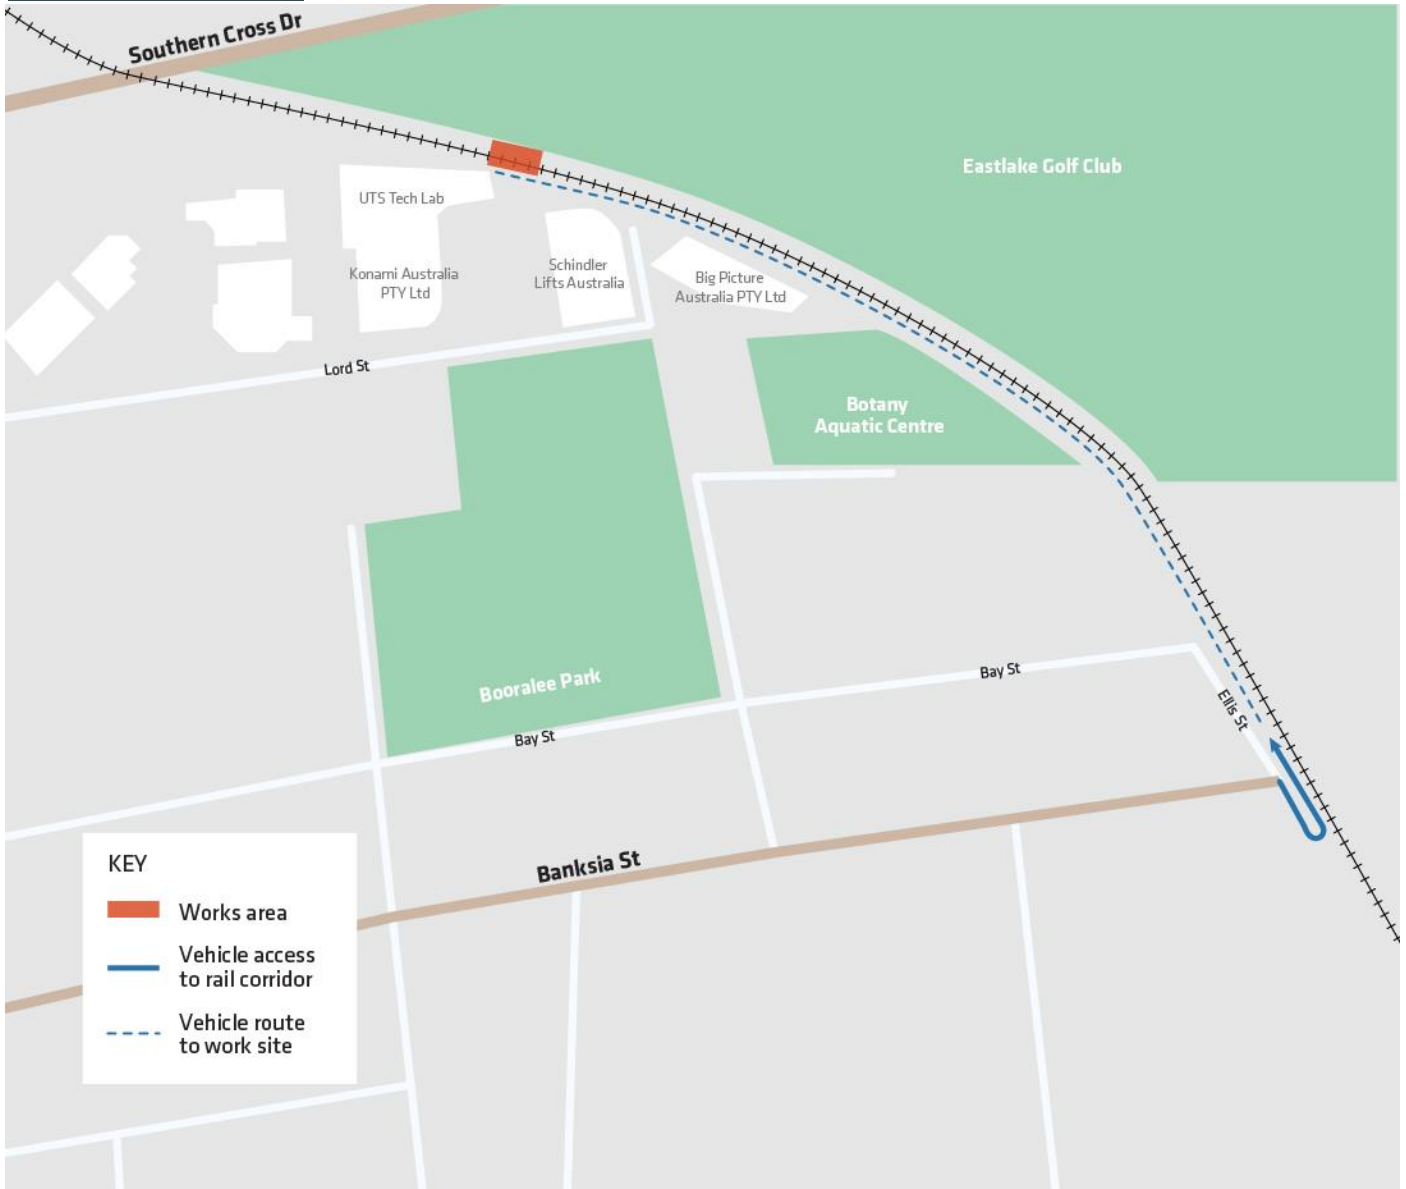 Southern Cross Dr
Eastlake Golf Club
UTS Tech Lab
Konami Australia
PTY Ltd
Schindler
Lifts Australia
Big Picture
Australia PTY Ltd
Lord St
Botany
Aquatic Centre
Booralee Park
Bay St
Bay St
Ellis St
Banksia St
KEY
Works area
Vehicle access
to rail corridor
Vehicle route
to work site